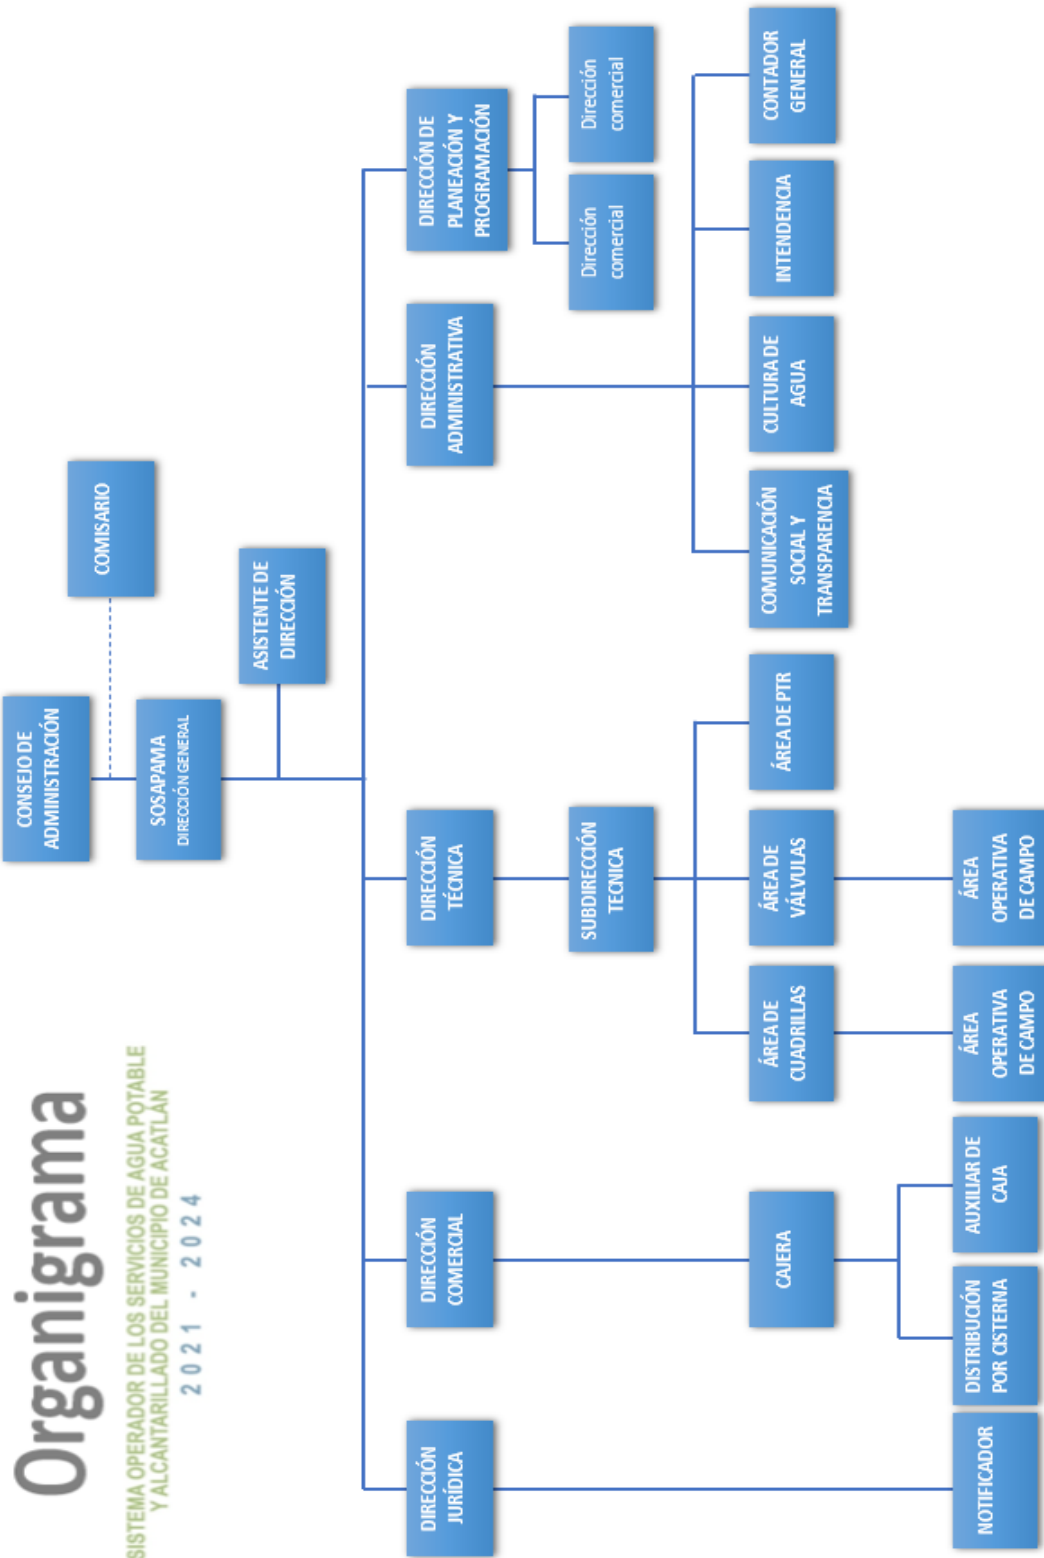 Organigrama
SISTEMA OPERADOR DE LOS SERVICIOS DE AGUA POTABLE
Y ALCANTARILLADO DEL MUNICIPIO DE ACATLÁN
2021 - 2024
CONSEJO DE
ADMINISTRACIÓN
COMISARIO
SOSAPAMA
DIRECCIÓN GENERAL
ASISTENTE DE
DIRECCIÓN
DIRECCIÓN
JURÍDICA
DIRECCIÓN
COMERCIAL
DIRECCIÓN
TÉCNICA
DIRECCIÓN
ADMINISTRATIVA
DIRECCIÓN DE
PLANEACIÓN Y
PROGRAMACIÓN
SUBDIRECCIÓN
TECNICA
Dirección
comercial
Dirección
comercial
CAJERA
ÁREA DE
CUADRILLAS
ÁREA DE
VÁLVULAS
ÁREA DE PTR
COMUNICACIÓN
SOCIAL Y
TRANSPARENCIA
CULTURA DE
AGUA
INTENDENCIA
CONTADOR
GENERAL
NOTIFICADOR
DISTRIBUCIÓN
POR CISTERNA
AUXILIAR DE
CAJA
ÁREA
OPERATIVA
DE CAMPO
ÁREA
OPERATIVA
DE CAMPO